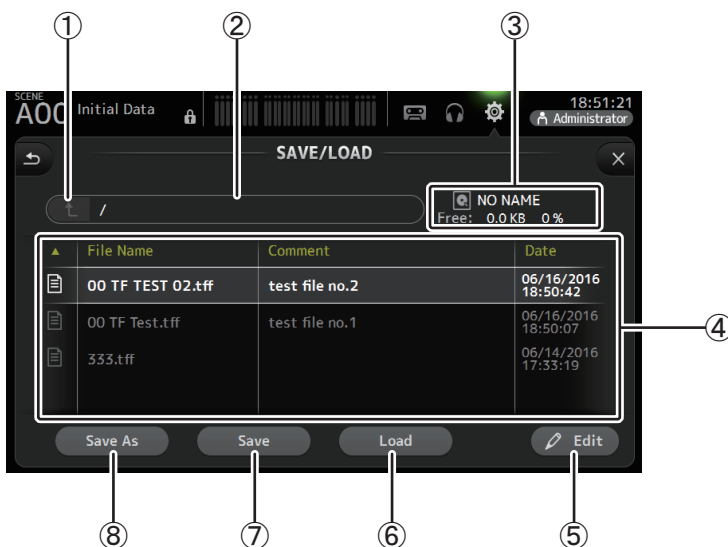 ① ② ③
SCENE
A00 Initial Data 18:51:21
Administrator
SAVE/LOAD
/
NO NAME
Free: 0.0 KB 0 %
File Name Comment Date
00 TF TEST 02.tff test file no.2 06/16/2016
18:50:42
00 TF Test.tff test file no.1 06/16/2016
18:50:07
333.tff 06/14/2016
17:33:19
④
Save As Save Load Edit
⑧ ⑦ ⑥ ⑤